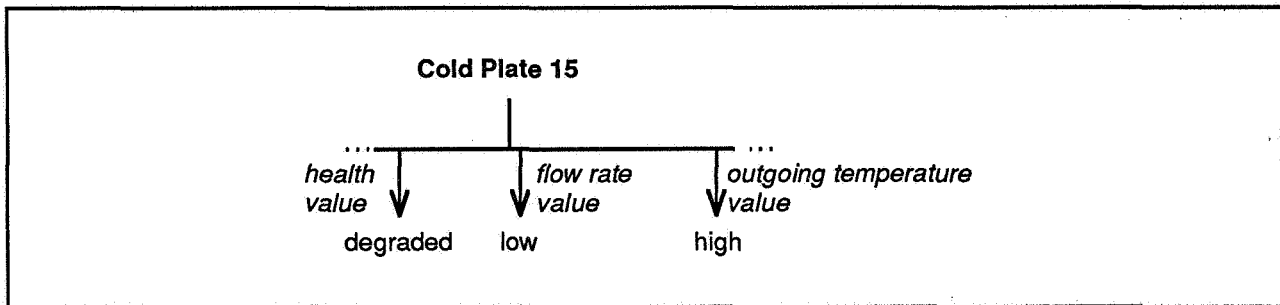 Cold Plate 15
... ...
health
value
flow rate
value
outgoing temperature
value
degraded
low
high